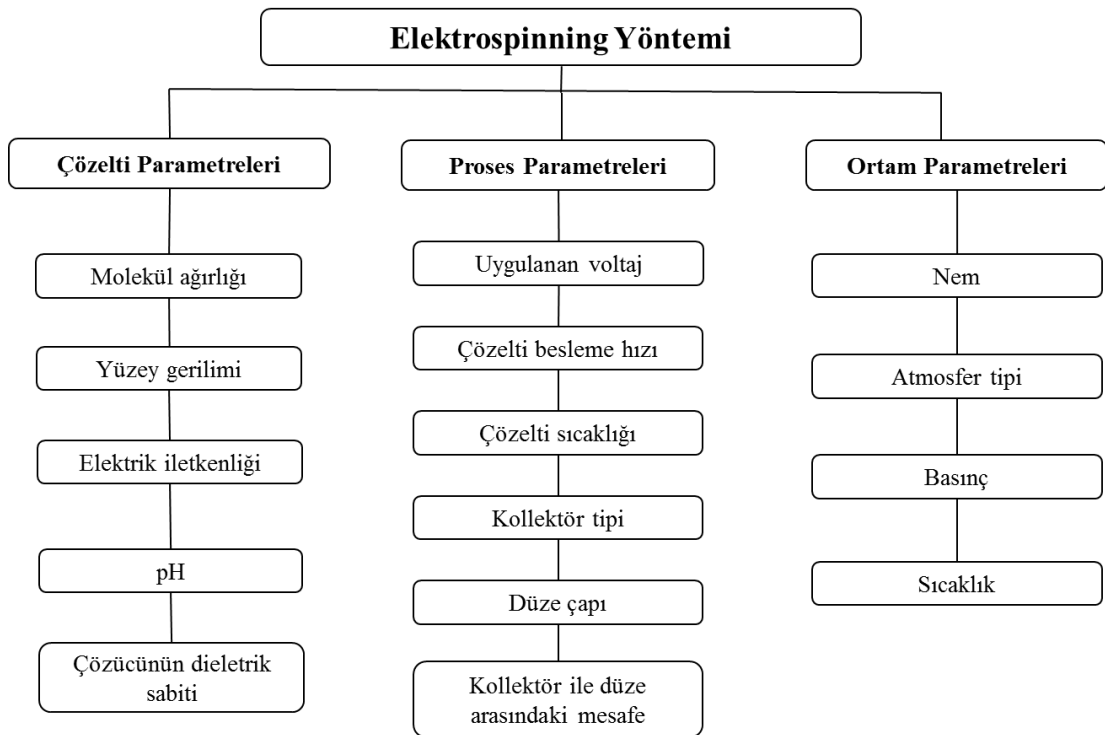 Elektrospinning Yöntemi
Çözelti Parametreleri
Molekül ağırlığı
Yüzey gerilimi
Elektrik iletkenliği
pH
Çözücünün dieletrik
sabiti
Proses Parametreleri
Uygulanan voltaj
Çözelti besleme hızı
Çözelti sıcaklığı
Kollektör tipi
Düze çapı
Kollektör ile düze
arasındaki mesafe
Ortam Parametreleri
Nem
Atmosfer tipi
Basınç
Sıcaklık